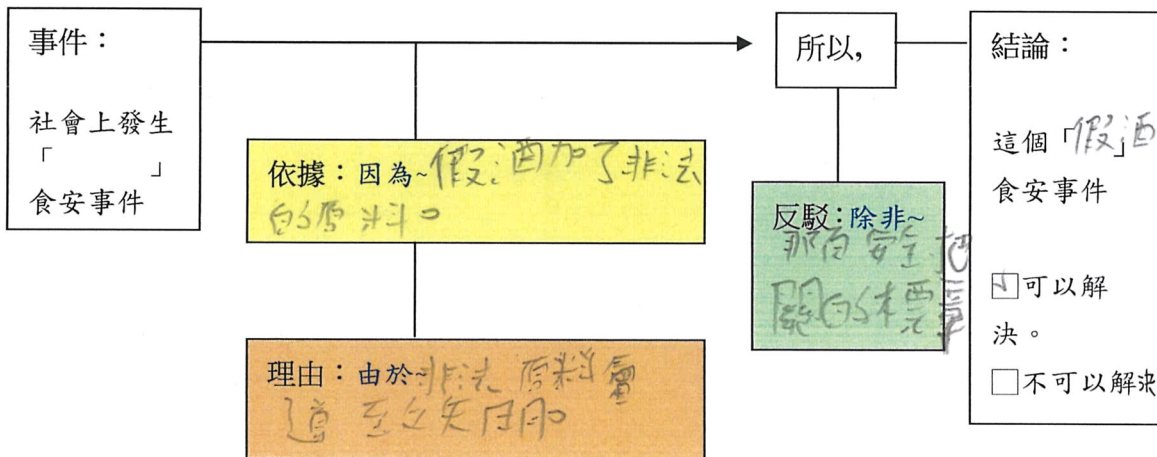 事件：
社會上發生
「　　　」
食安事件
依據：因為~假酒加了非法
的原料。
理由：由於~非法原料會
導至失明。
所以,
反駁：除非~
那有安全把
關的標
結論：
這個「假酒」
食安事件
☑可以解
決。
□不可以解決